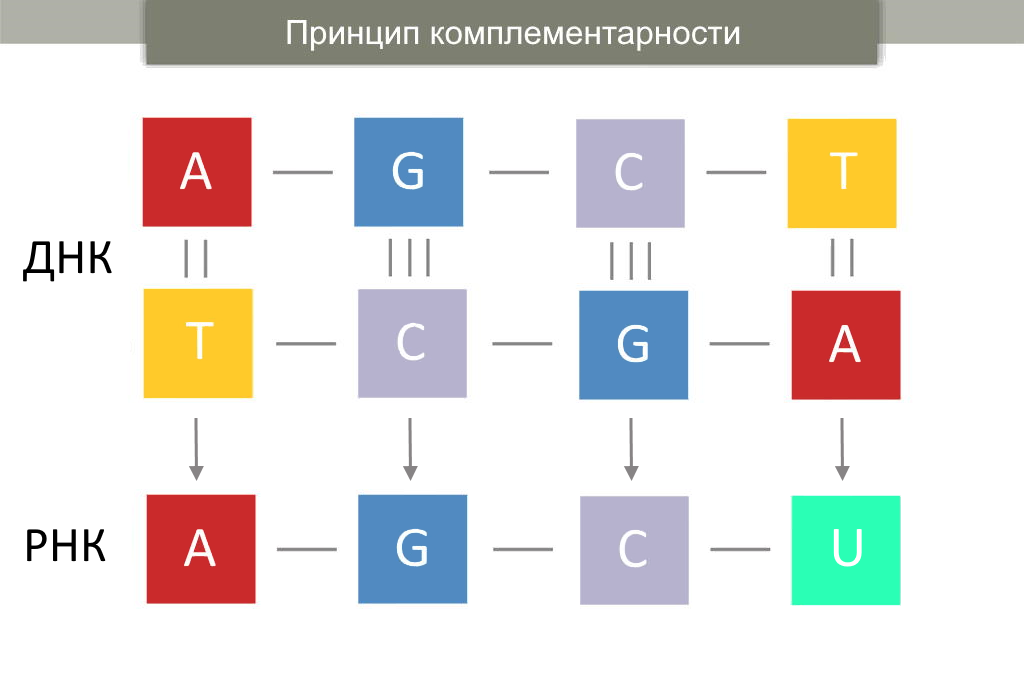 Принцип комплементарности
A G C T
ДНК
T C G A
РНК
A G C U